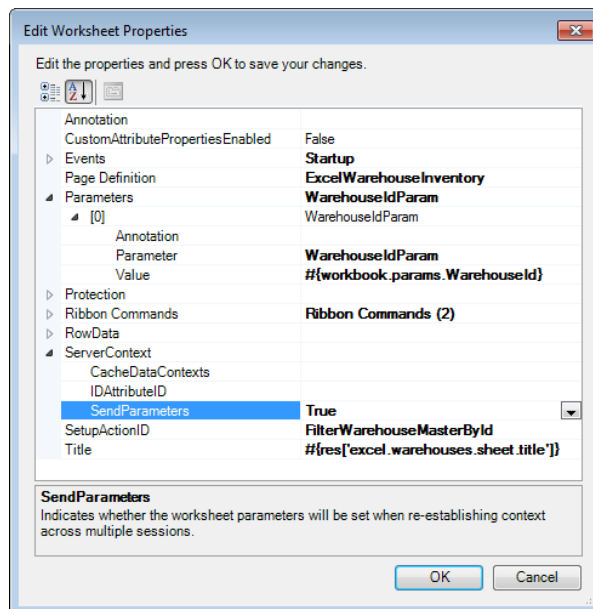 Edit Worksheet Properties
Edit the properties and press OK to save your changes.
Annotation
CustomAttributePropertiesEnabled False
Events Startup
Page Definition ExcelWarehouseInventory
Parameters WarehouseIdParam
[0] WarehouseIdParam
Annotation
Parameter WarehouseIdParam
Value #{workbook.params.WarehouseId}
Protection
Ribbon Commands Ribbon Commands (2)
RowData
ServerContext
CacheDataContexts
IDAttributeID
SendParameters True
SetupActionID FilterWarehouseMasterById
Title #{res['excel.warehouses.sheet.title']}
SendParameters
Indicates whether the worksheet parameters will be set when re-establishing context
across multiple sessions.
OK Cancel